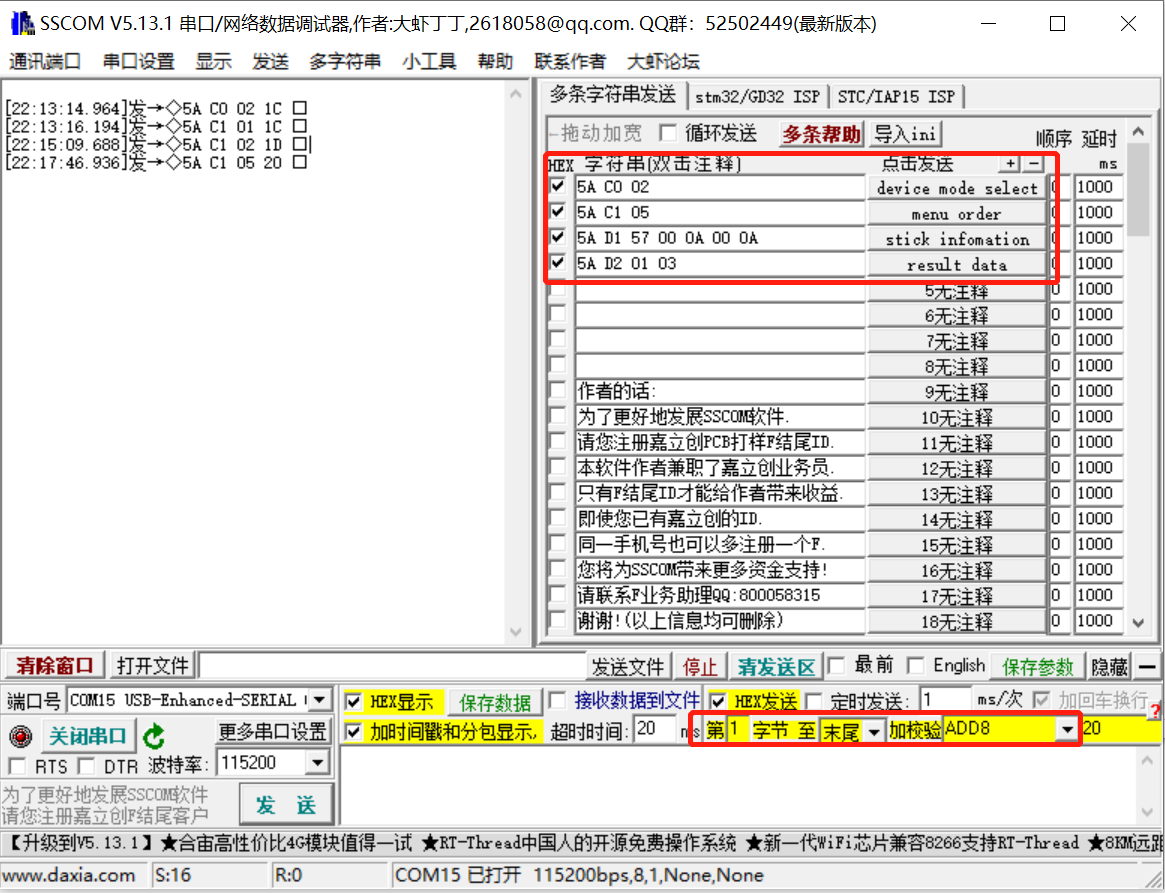 SSCOM V5.13.1 串口/网络数据调试器,作者:大虾丁丁,2618058@qq.com. QQ群: 52502449(最新版本)
通讯端口 串口设置 显示 发送 多字符串 小工具 帮助 联系作者 大虾论坛
[22:13:14.964]发→◇5A C0 02 1C □
[22:13:16.194]发→◇5A C1 01 1C □
[22:15:09.688]发→◇5A C1 02 1D □
[22:17:46.936]发→◇5A C1 05 20 □
多条字符串发送 stm32/GD32 ISP STC/IAP15 ISP
←拖动加宽 循环发送 多条帮助 导入ini 顺序 延时
HEX 字符串(双击注释) 点击发送 + − ms
5A C0 02 device mode select 0 1000
5A C1 05 menu order 0 1000
5A D1 57 00 0A 00 0A stick infomation 0 1000
5A D2 01 03 result data 0 1000
5无注释 0 1000
6无注释 0 1000
7无注释 0 1000
8无注释 0 1000
作者的话: 9无注释 0 1000
为了更好地发展SSCOM软件. 10无注释 0 1000
请您注册嘉立创PCB打样F结尾ID. 11无注释 0 1000
本软件作者兼职了嘉立创业务员. 12无注释 0 1000
只有F结尾ID才能给作者带来收益. 13无注释 0 1000
即使您已有嘉立创的ID. 14无注释 0 1000
同一手机号也可以多注册一个F. 15无注释 0 1000
您将为SSCOM带来更多资金支持! 16无注释 0 1000
请联系F业务助理QQ:800058315 17无注释 0 1000
谢谢!(以上信息均可删除) 18无注释 0 1000
清除窗口 打开文件 发送文件 停止 清发送区 最前 English 保存参数 隐藏 −
端口号 COM15 USB-Enhanced-SERIAL HEX显示 保存数据 接收数据到文件 HEX发送 定时发送: 1 ms/次 加回车换行
关闭串口 更多串口设置 加时间戳和分包显示, 超时时间: 20 ms 第1 字节 至 末尾 加校验 ADD8 20
RTS DTR 波特率: 115200
为了更好地发展SSCOM软件
请您注册嘉立创F结尾客户
发 送
【升级到V5.13.1】★合宙高性价比4G模块值得一试 ★RT-Thread中国人的开源免费操作系统 ★新一代WiFi芯片兼容8266支持RT-Thread ★8KM远距
www.daxia.com S:16 R:0 COM15 已打开 115200bps,8,1,None,None